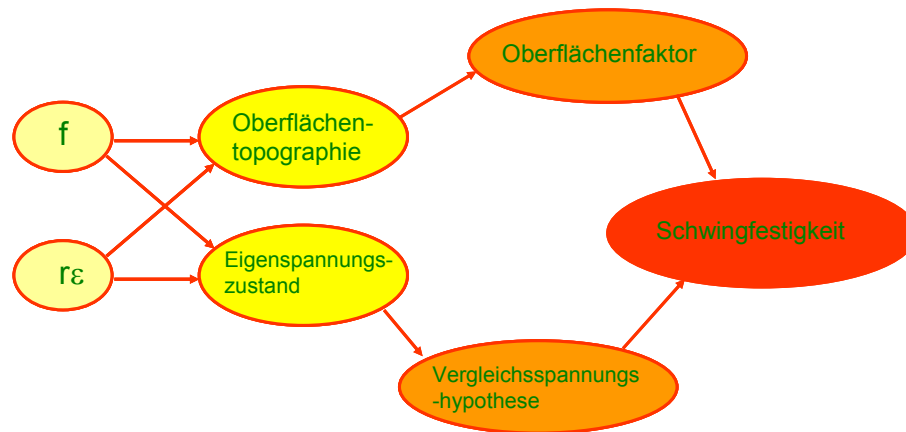 Oberflächenfaktor
f
Oberflächen-
topographie
Schwingfestigkeit
rε
Eigenspannungs-
zustand
Vergleichsspannungs
-hypothese